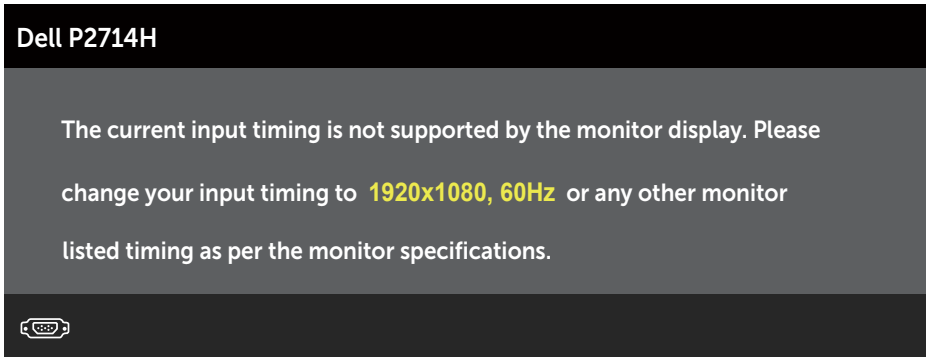 Dell P2714H
The current input timing is not supported by the monitor display. Please
change your input timing to 1920x1080, 60Hz or any other monitor
listed timing as per the monitor specifications.